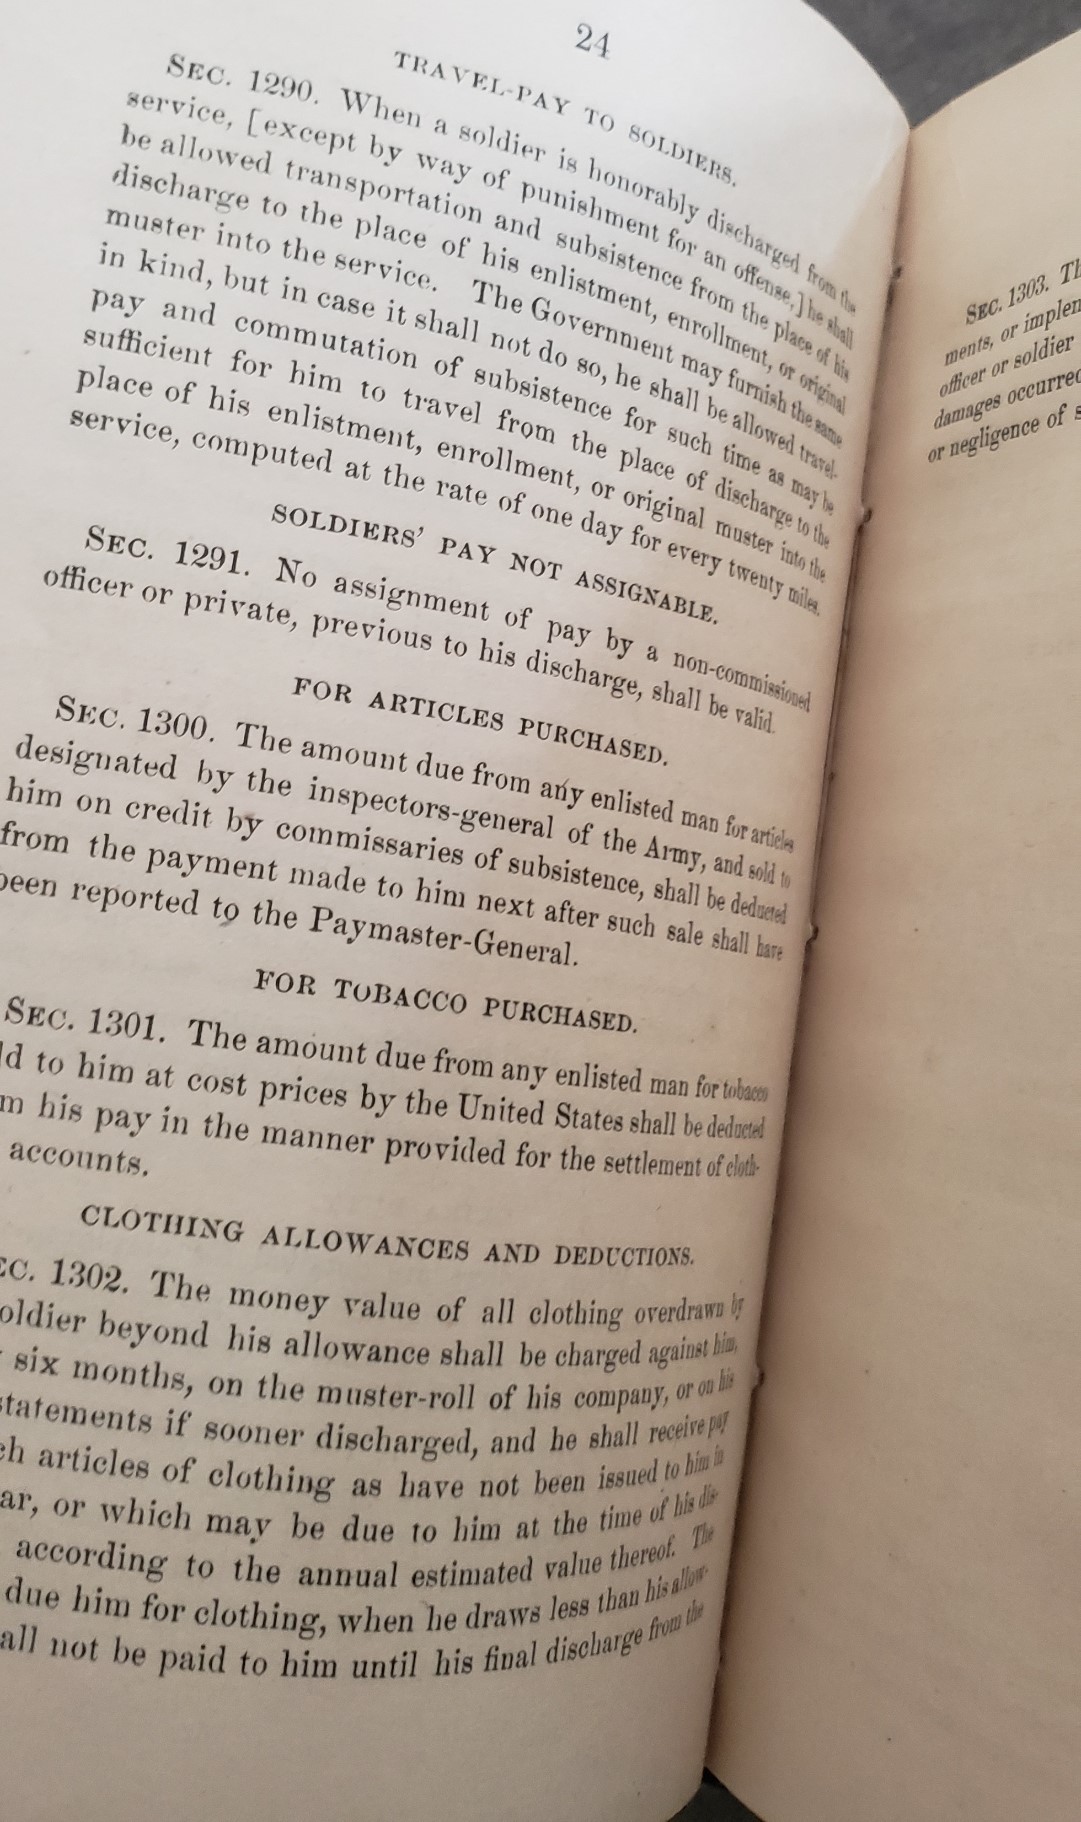 24
TRAVEL-PAY TO SOLDIERS.
SEC. 1290. When a soldier is honorably discharged from the
service, [except by way of punishment for an offense,] he shall
be allowed transportation and subsistence from the place of his
discharge to the place of his enlistment, enrollment, or original
muster into the service. The Government may furnish the same
in kind, but in case it shall not do so, he shall be allowed travel-
pay and commutation of subsistence for such time as may be
sufficient for him to travel from the place of discharge to the
place of his enlistment, enrollment, or original muster into the
service, computed at the rate of one day for every twenty miles.
SOLDIERS' PAY NOT ASSIGNABLE.
SEC. 1291. No assignment of pay by a non-commissioned
officer or private, previous to his discharge, shall be valid.
FOR ARTICLES PURCHASED.
SEC. 1300. The amount due from any enlisted man for articles
designated by the inspectors-general of the Army, and sold to
him on credit by commissaries of subsistence, shall be deducted
from the payment made to him next after such sale shall have
been reported to the Paymaster-General.
FOR TOBACCO PURCHASED.
SEC. 1301. The amount due from any enlisted man for tobacco
ld to him at cost prices by the United States shall be deducted
m his pay in the manner provided for the settlement of cloth-
accounts.
CLOTHING ALLOWANCES AND DEDUCTIONS.
EC. 1302. The money value of all clothing overdrawn by
oldier beyond his allowance shall be charged against him,
six months, on the muster-roll of his company, or on his
statements if sooner discharged, and he shall receive pay
ch articles of clothing as have not been issued to him in
ar, or which may be due to him at the time of his dis-
according to the annual estimated value thereof. The
due him for clothing, when he draws less than his allow-
all not be paid to him until his final discharge from the
SEC. 1303. Th
ments, or implem
officer or soldier
damages occurred
or negligence of s